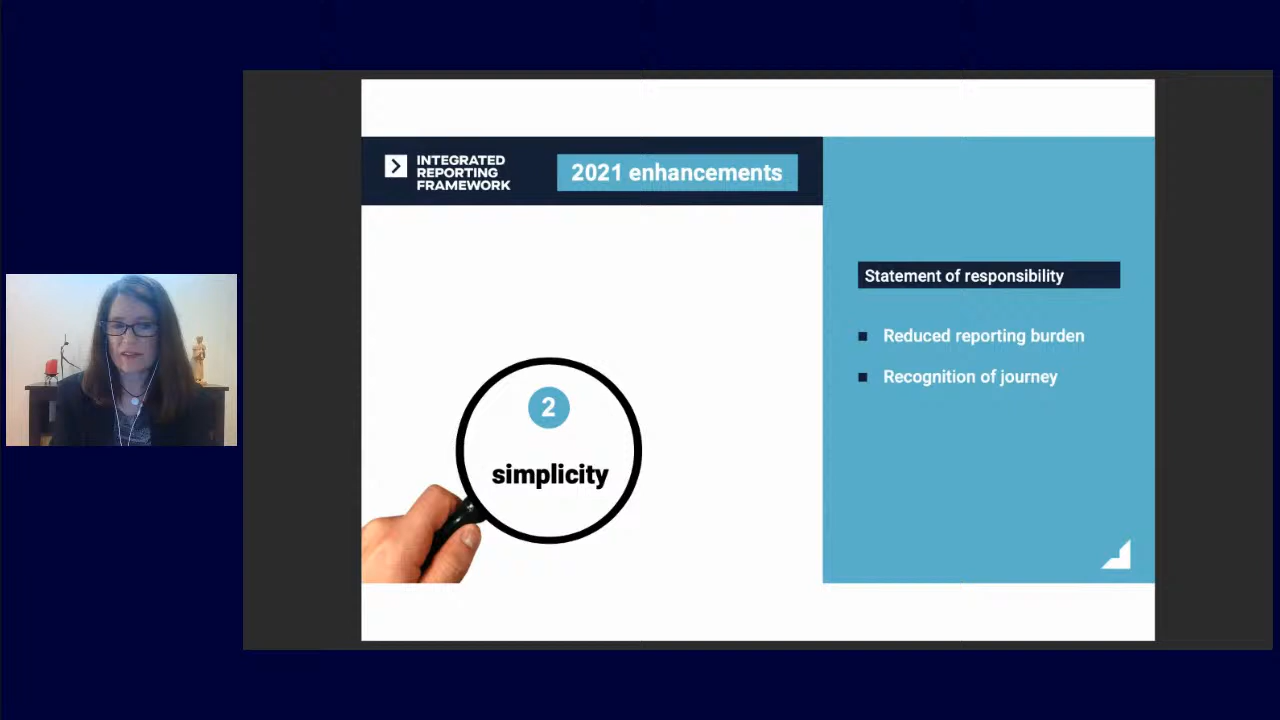 INTEGRATED
REPORTING
FRAMEWORK
2021 enhancements
2
simplicity
Statement of responsibility
Reduced reporting burden
Recognition of journey